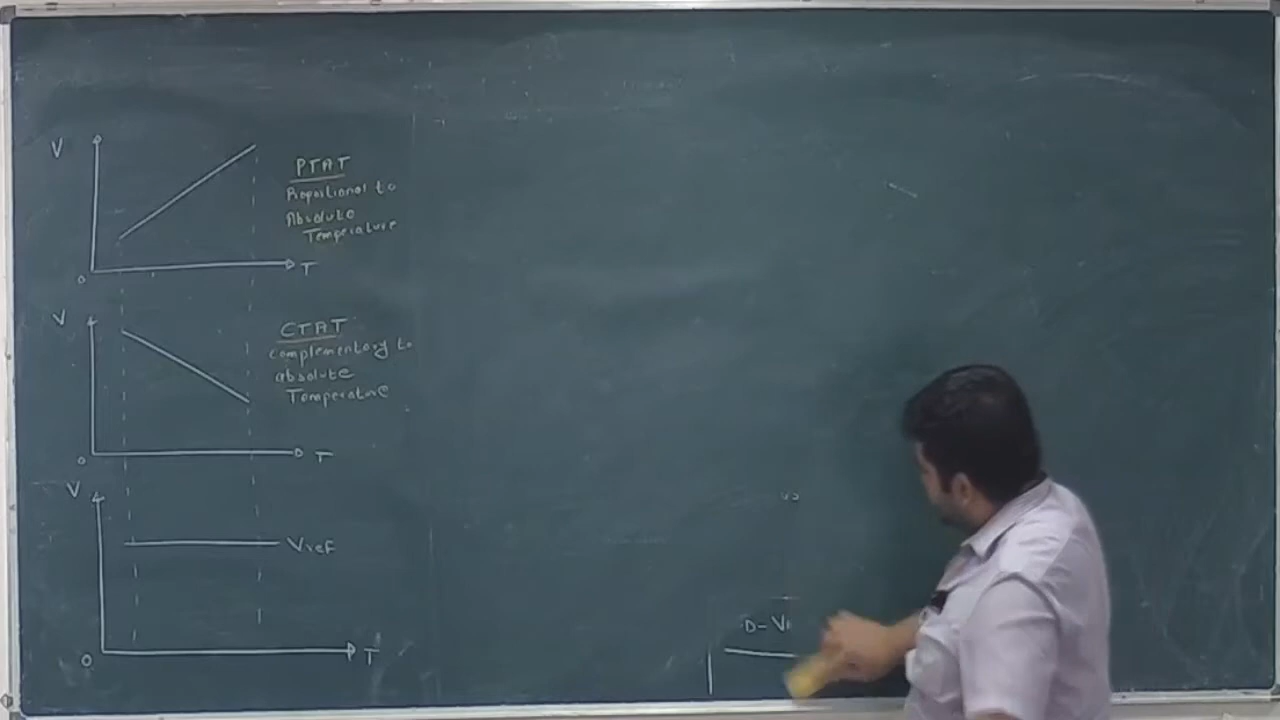 V
PTAT
Proportional to
Absolute
Temperature
0
T
V
CTAT
complementary to
absolute
Temperature
0
T
V
Vref
0
T